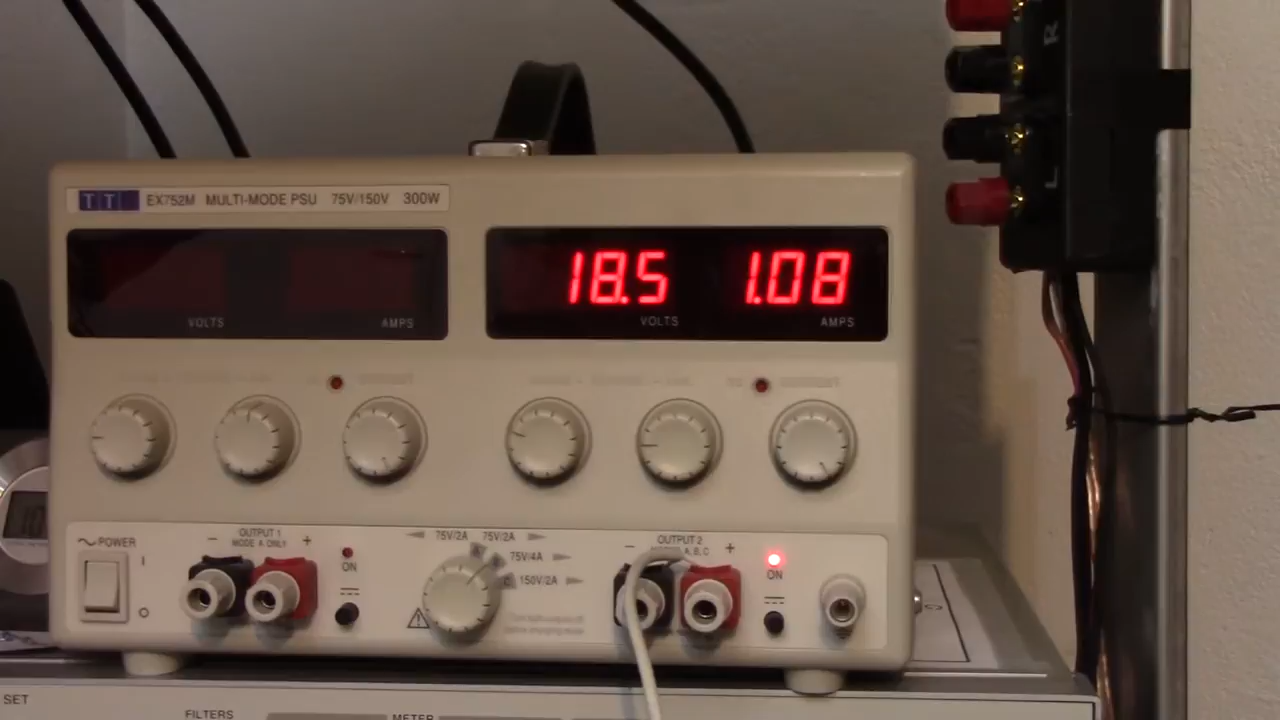 R
L
TTi EX752M MULTI-MODE PSU 75V/150V 300W
VOLTS AMPS
18.5 1.08
VOLTS AMPS
POWER
I
O
OUTPUT 1
MODE A ONLY
− +
ON
75V/2A 75V/2A
75V/4A
150V/2A
OUTPUT 2
MODES A, B, C
− +
ON
SET
FILTERS
METER